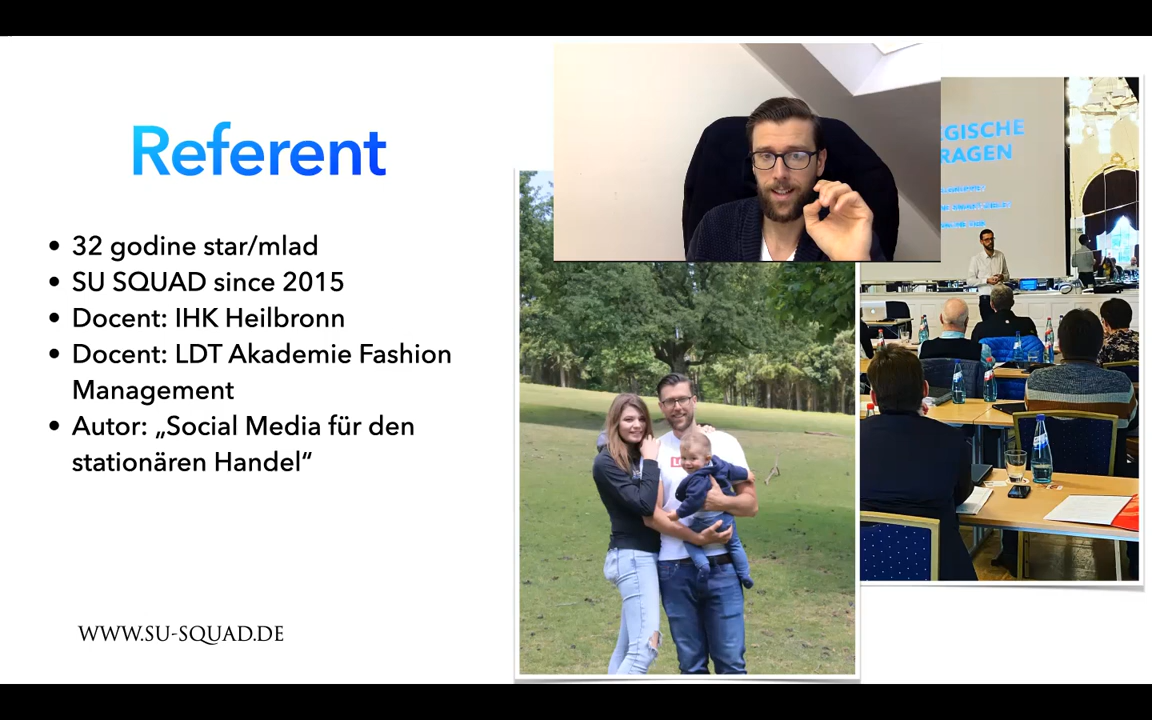 Referent
• 32 godine star/mlad
• SU SQUAD since 2015
• Docent: IHK Heilbronn
• Docent: LDT Akademie Fashion
Management
• Autor: „Social Media für den
stationären Handel“
WWW.SU-SQUAD.DE
GISCHE
RAGEN